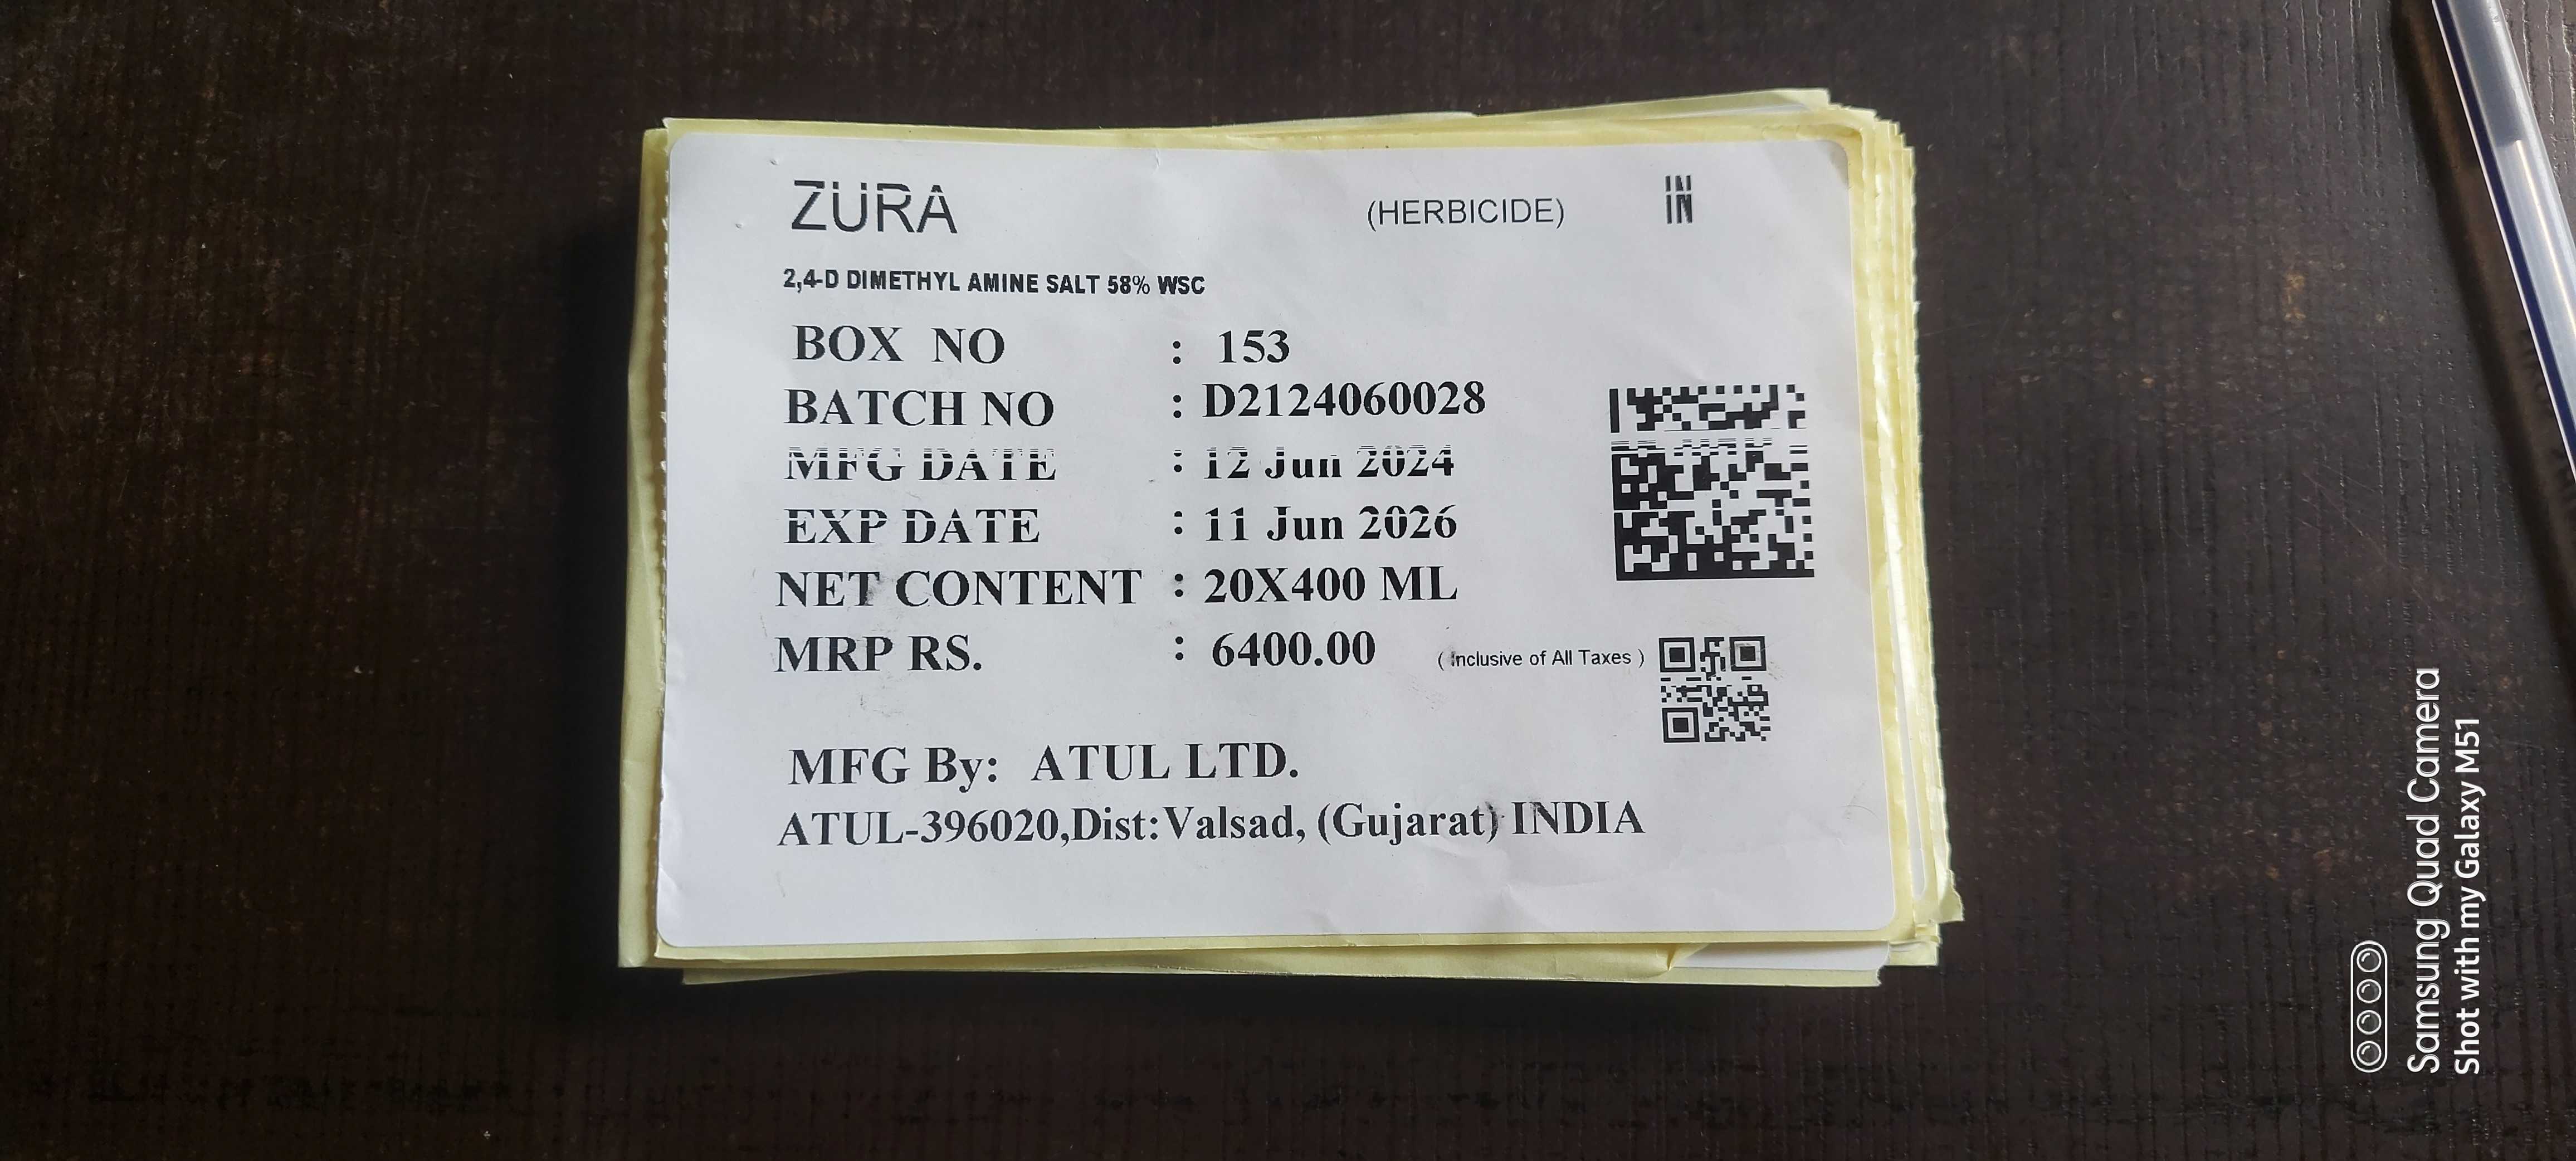 ZURA (HERBICIDE) IN
2,4-D DIMETHYL AMINE SALT 58% WSC
BOX NO : 153
BATCH NO : D2124060028
MFG DATE : 12 Jun 2024
EXP DATE : 11 Jun 2026
NET CONTENT : 20X400 ML
MRP RS. : 6400.00 ( Inclusive of All Taxes )
MFG By: ATUL LTD.
ATUL-396020,Dist:Valsad, (Gujarat) INDIA
Samsung Quad Camera
Shot with my Galaxy M51